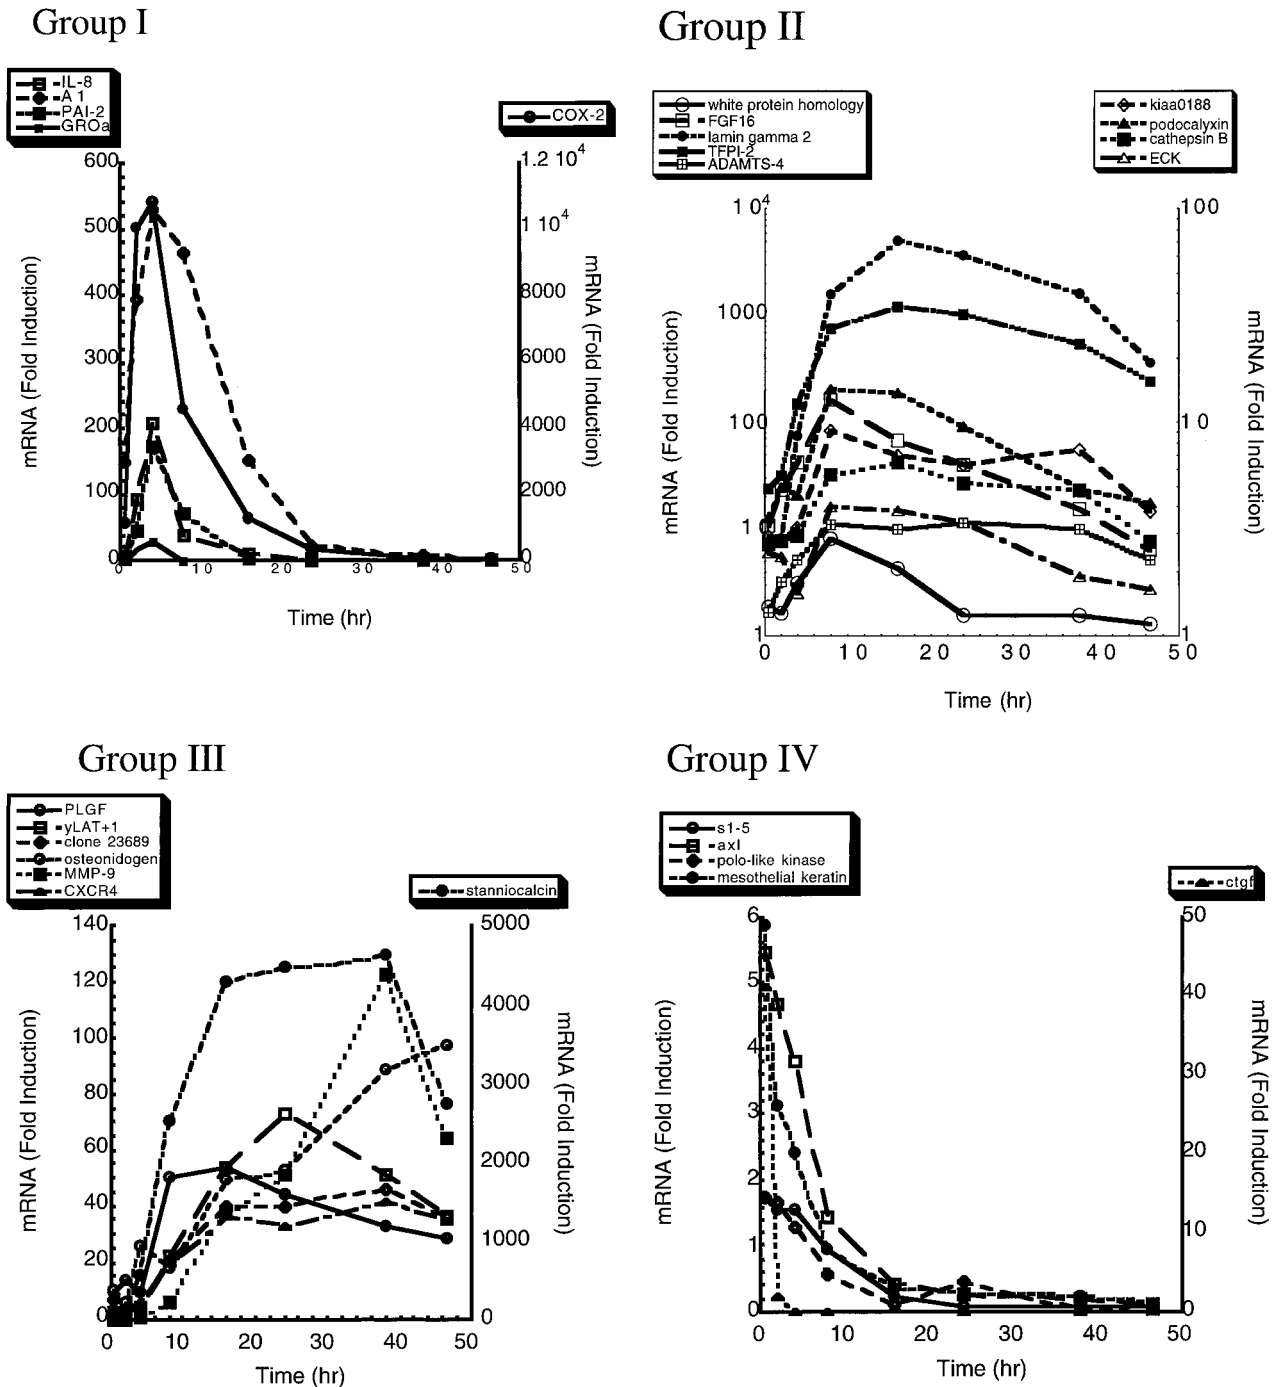 Group I
IL-8
A 1
PAI-2
GROa
COX-2
600
500
400
300
200
100
0
1.2 10^4
1 10^4
8000
6000
4000
2000
0
0 10 20 30 40 50
mRNA (Fold Induction)
mRNA (Fold Induction)
Time (hr)
Group II
white protein homology
FGF16
lamin gamma 2
TFPI-2
ADAMTS-4
kiaa0188
podocalyxin
cathepsin B
ECK
10^4
1000
100
10
1
100
10
1
0 10 20 30 40 50
mRNA (Fold Induction)
mRNA (Fold Induction)
Time (hr)
Group III
PLGF
yLAT+1
clone 23689
osteonidogen
MMP-9
CXCR4
stanniocalcin
140
120
100
80
60
40
20
0
5000
4000
3000
2000
1000
0
0 10 20 30 40 50
mRNA (Fold Induction)
mRNA (Fold Induction)
Time (hr)
Group IV
s1-5
axl
polo-like kinase
mesothelial keratin
ctgf
6
5
4
3
2
1
0
50
40
30
20
10
0
0 10 20 30 40 50
mRNA (Fold Induction)
mRNA (Fold Induction)
Time (hr)